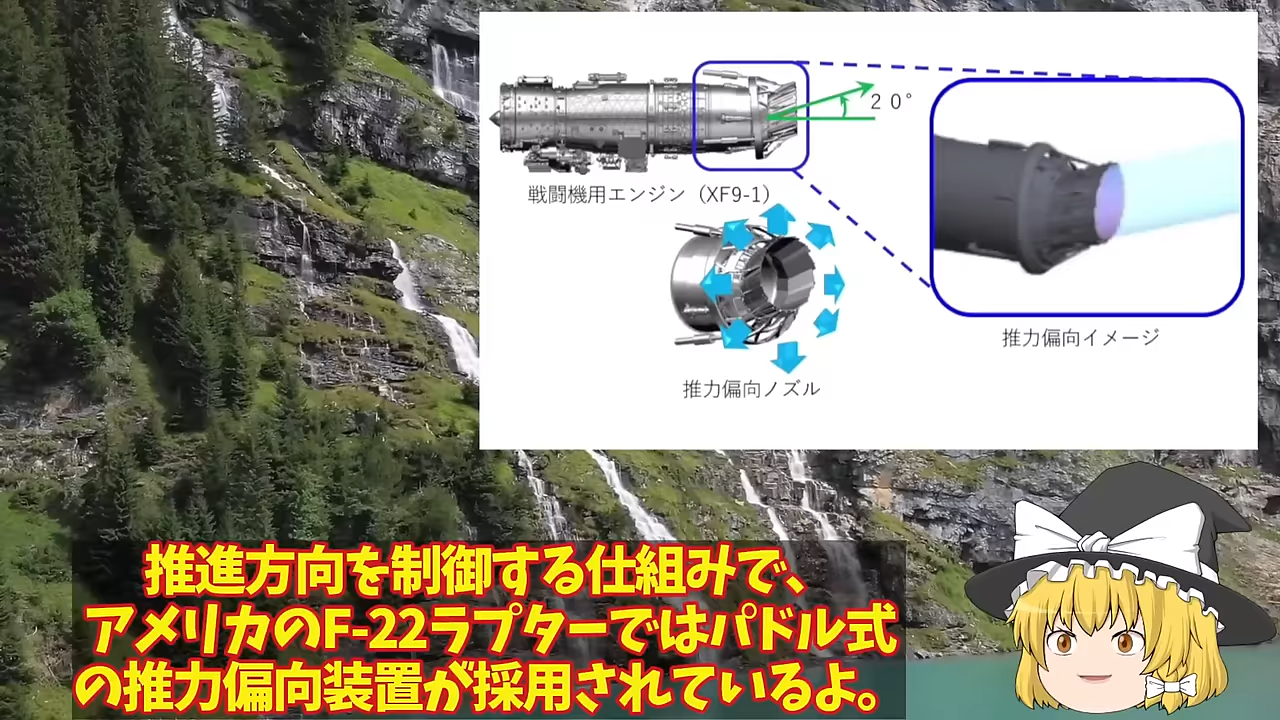 20°
戦闘機用エンジン（XF9-1）
推力偏向ノズル
推力偏向イメージ
推進方向を制御する仕組みで、
アメリカのF-22ラプターではパドル式
の推力偏向装置が採用されているよ。